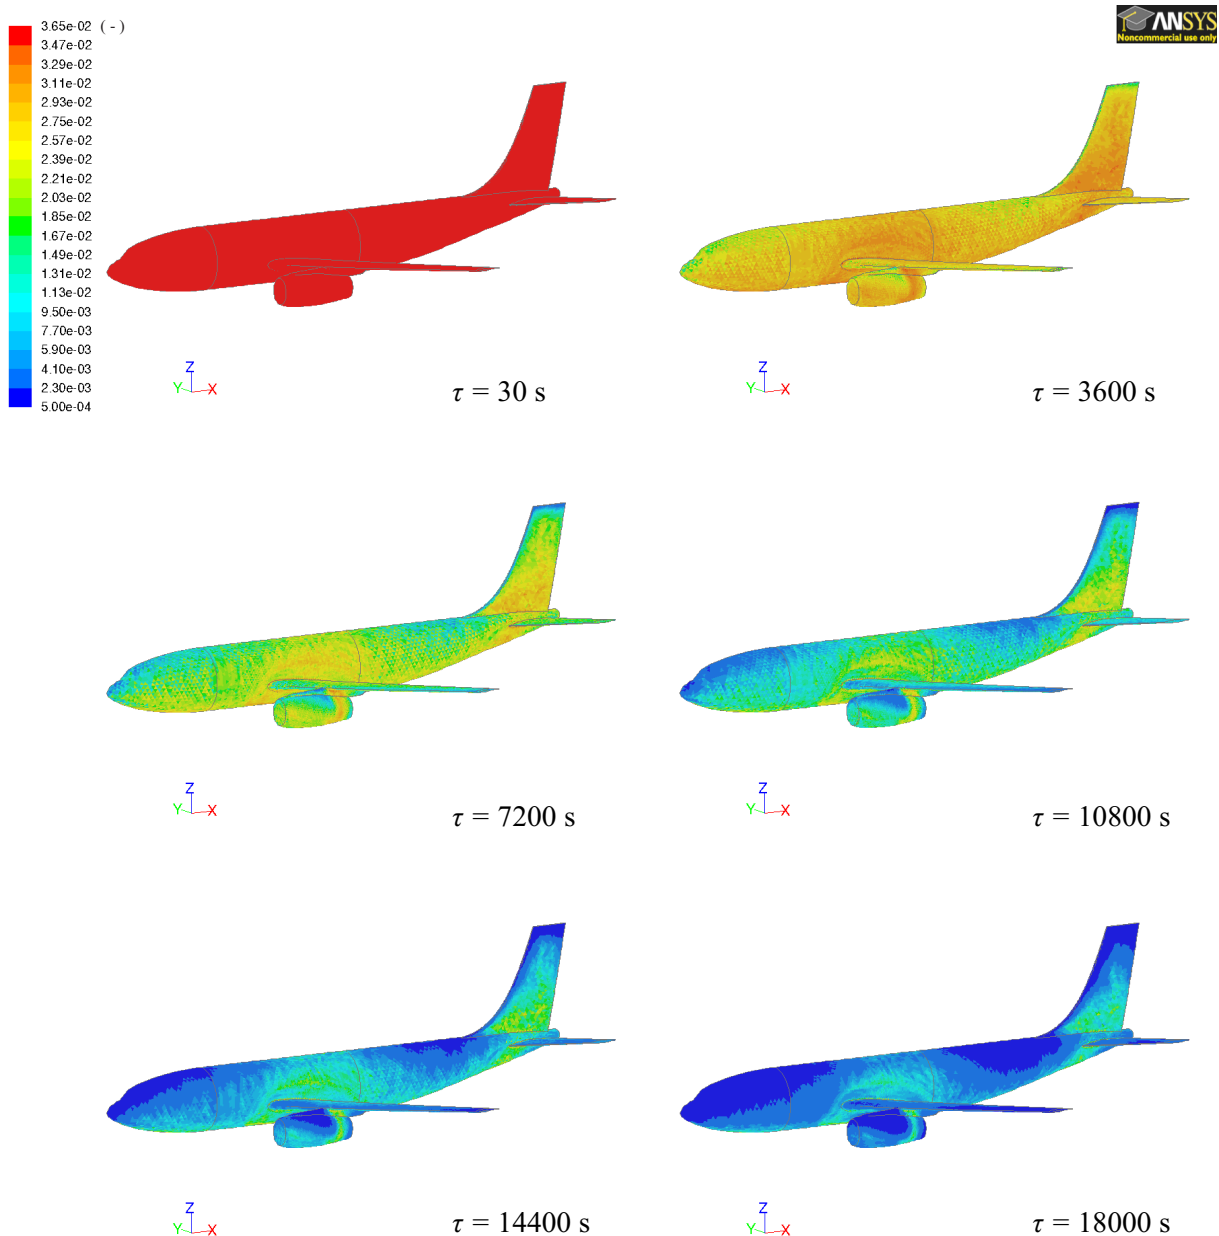 3.65e-02 (-)
3.47e-02
3.29e-02
3.11e-02
2.93e-02
2.75e-02
2.57e-02
2.39e-02
2.21e-02
2.03e-02
1.85e-02
1.67e-02
1.49e-02
1.31e-02
1.13e-02
9.50e-03
7.70e-03
5.90e-03
4.10e-03
2.30e-03
5.00e-04
ANSYS
Noncommercial use only
Z
Y X
τ = 30 s
Z
Y X
τ = 3600 s
Z
Y X
τ = 7200 s
Z
Y X
τ = 10800 s
Z
Y X
τ = 14400 s
Z
Y X
τ = 18000 s